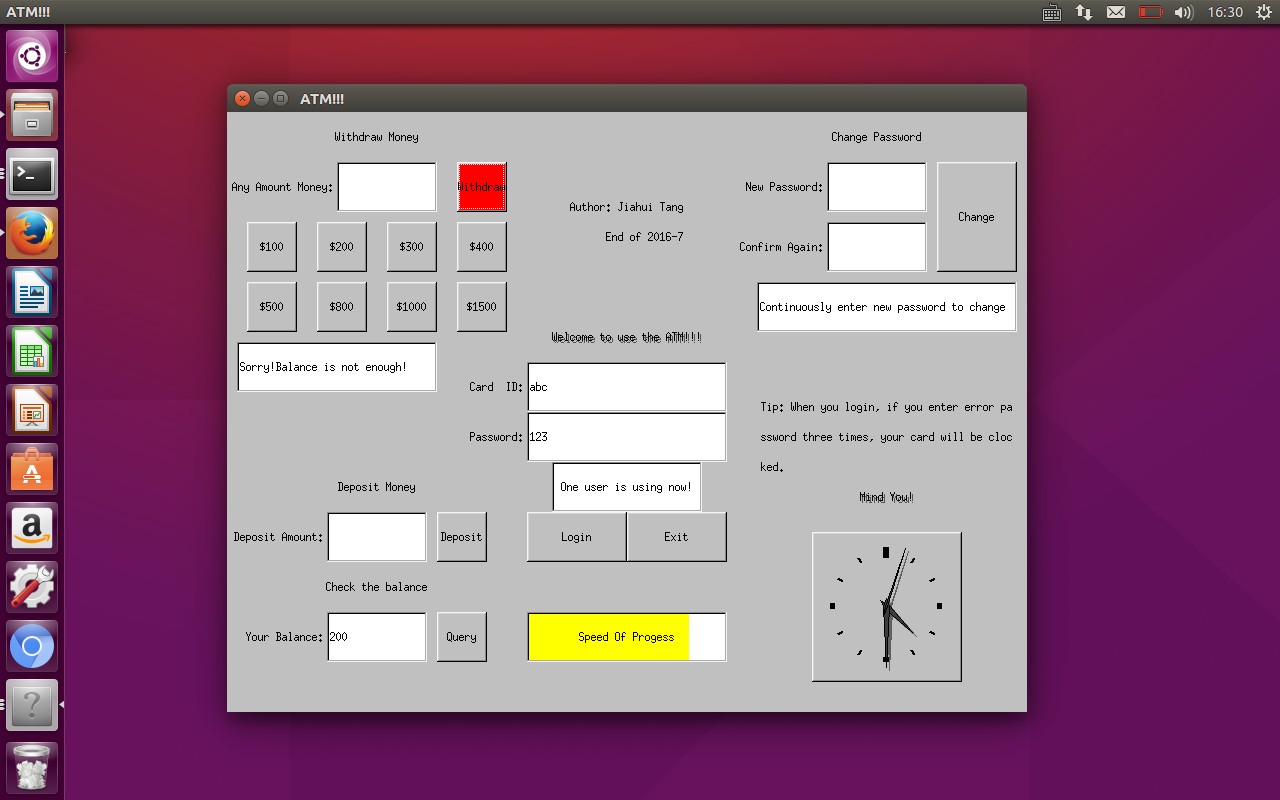 ATM!!!
16:30
ATM!!!
Withdraw Money
Any Amount Money:
Withdraw
$100
$200
$300
$400
$500
$800
$1000
$1500
Sorry!Balance is not enough!
Author: Jiahui Tang
End of 2016-7
Change Password
New Password:
Confirm Again:
Change
Continuously enter new password to change
Welcome to use the ATM!!!!
Card ID:
abc
Password:
123
One user is using now!
Login
Exit
Tip: When you login, if you enter error pa
ssword three times, your card will be cloc
ked.
Mind You!
Deposit Money
Deposit Amount:
Deposit
Check the balance
Your Balance:
200
Query
Speed Of Progess